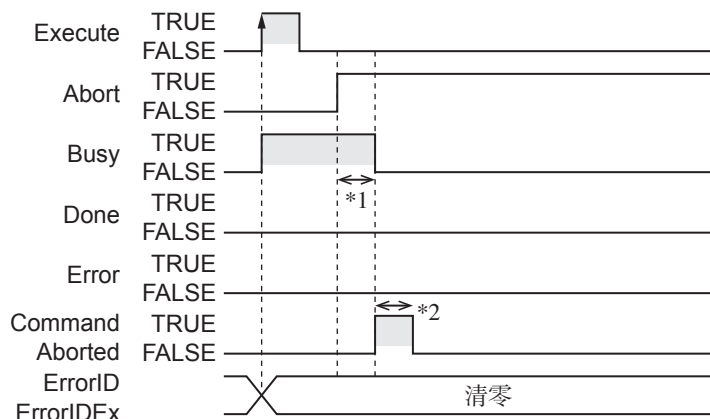 Execute TRUE
FALSE
Abort TRUE
FALSE
Busy TRUE
FALSE
*1
Done TRUE
FALSE
Error TRUE
FALSE
*2
Command TRUE
Aborted FALSE
ErrorID
清零
ErrorIDEx